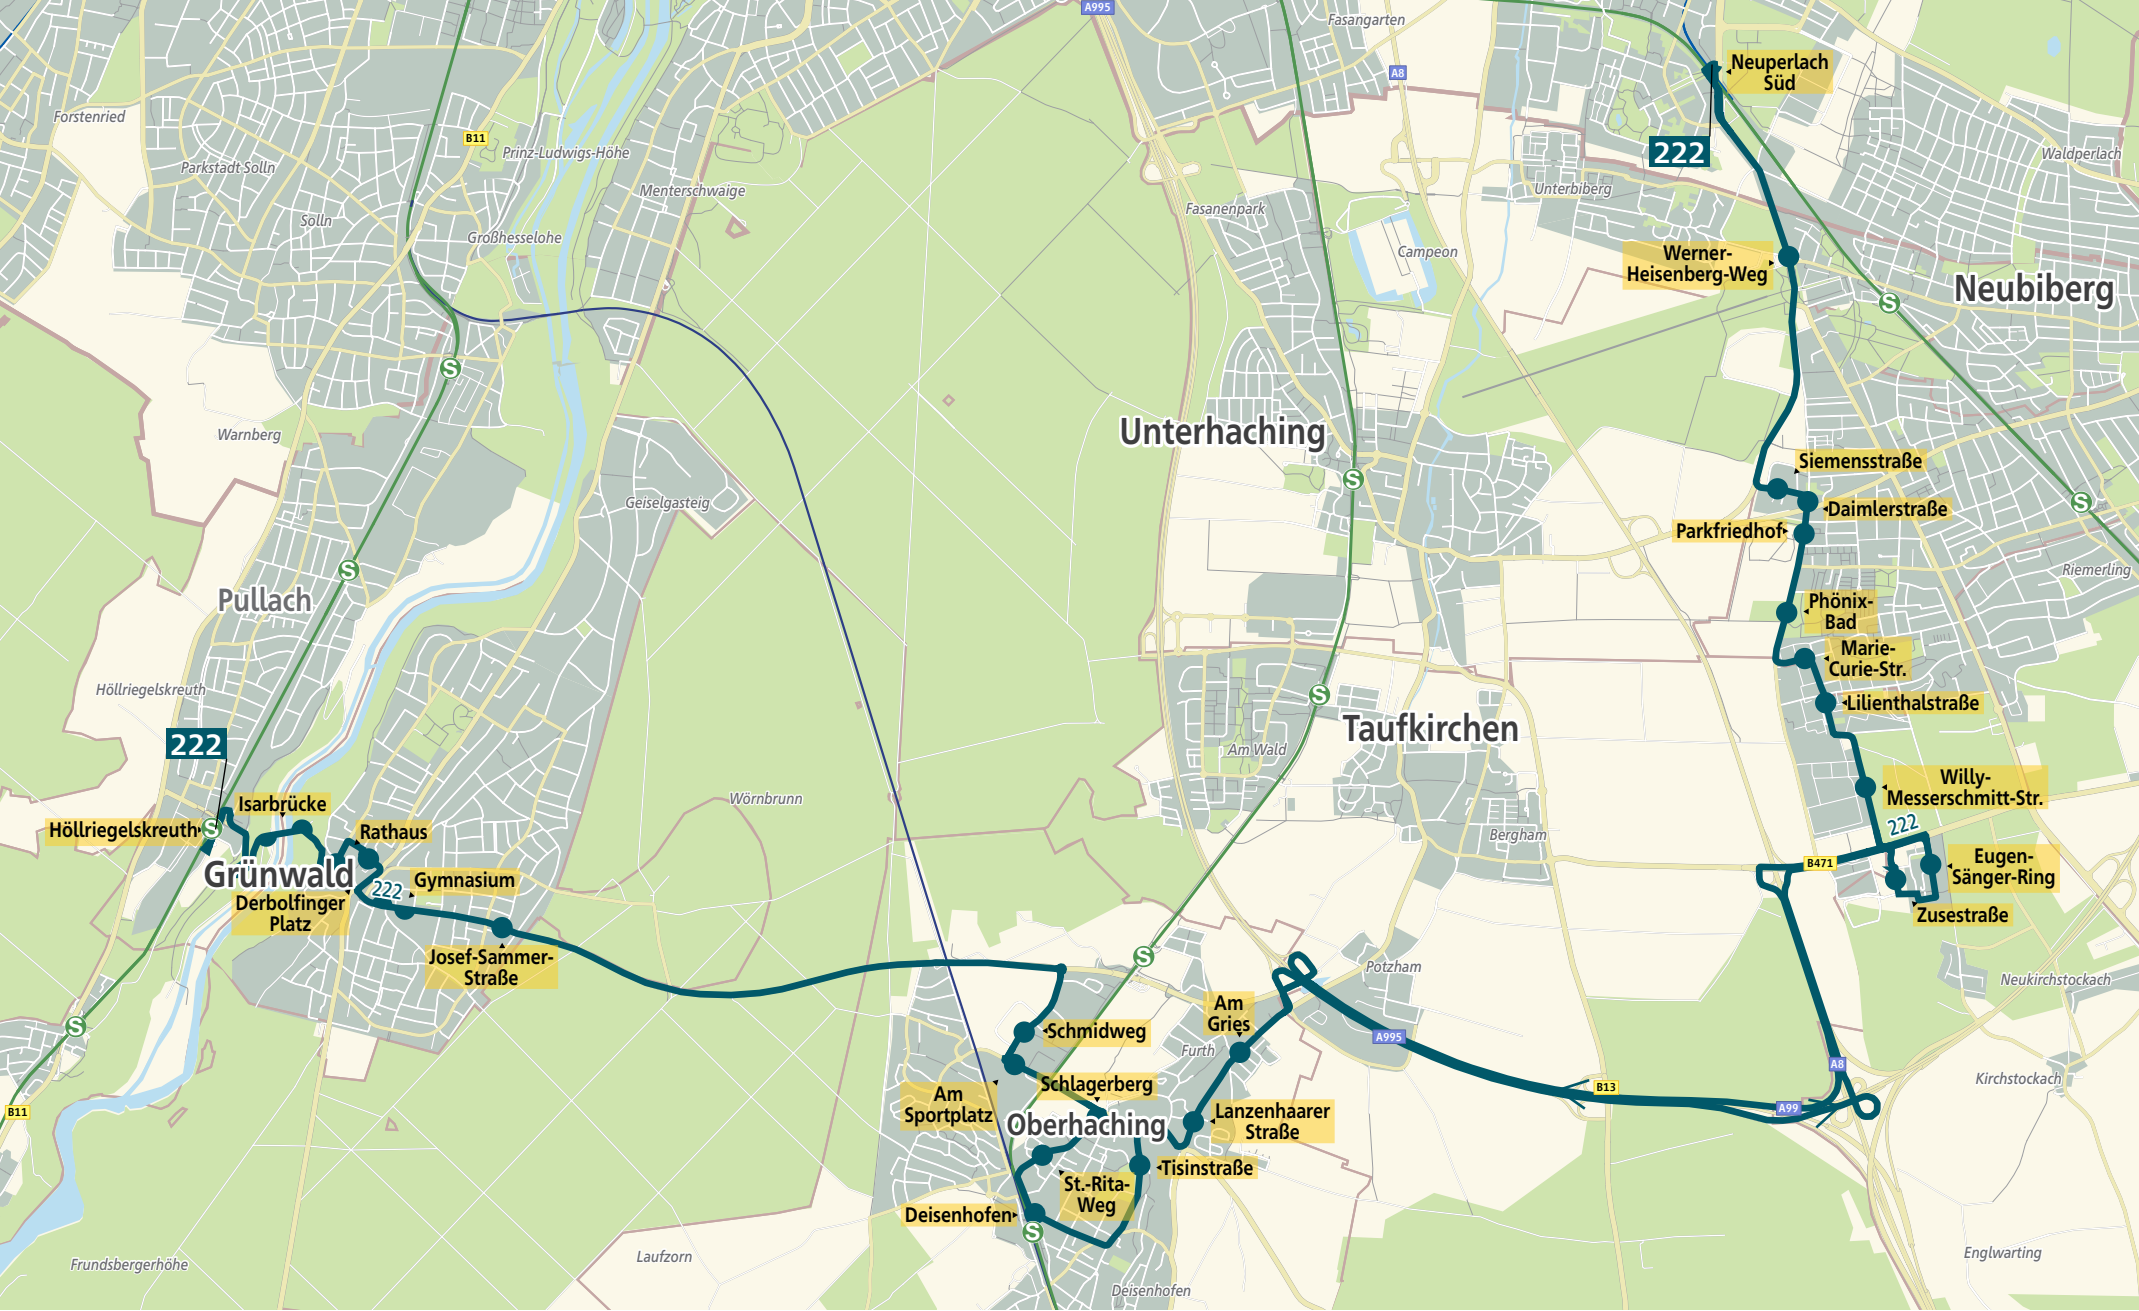 A995
Fasangarten
A8
Neuperlach
Süd
Forstenried
B11
Prinz-Ludwigs-Höhe
222
Waldperlach
Parkstadt-Solln
Menterschwaige
Unterbiberg
Solln
Fasanenpark
Großhesselohe
Campeon
Werner-
Heisenberg-Weg
Neubiberg
S
S
Warnberg
Unterhaching
Siemensstraße
S
Geiselgasteig
S
Daimlerstraße
Parkfriedhof
S
Riemerling
Pullach
Phönix-
Bad
Marie-
Curie-Str.
Höllriegelskreuth
S
Lilienthalstraße
222
Taufkirchen
Am Wald
Willy-
Messerschmitt-Str.
Wörnbrunn
Isarbrücke
Höllriegelskreuth
S
Rathaus
222
Bergham
B471
Eugen-
Sänger-Ring
Grünwald
222
Gymnasium
Derbolfinger
Platz
Zusestraße
Josef-Sammer-
Straße
S
Potzham
Neukirchstockach
Am
Gries
S
Schmidweg
A995
Furth
A8
Kirchstockach
Schlagerberg
B13
Am
Sportplatz
A99
B11
Oberhaching
Lanzenhaarer
Straße
Tisinstraße
St.-Rita-
Weg
Deisenhofen
S
Frundsbergerhöhe
Laufzorn
Englwarting
Deisenhofen